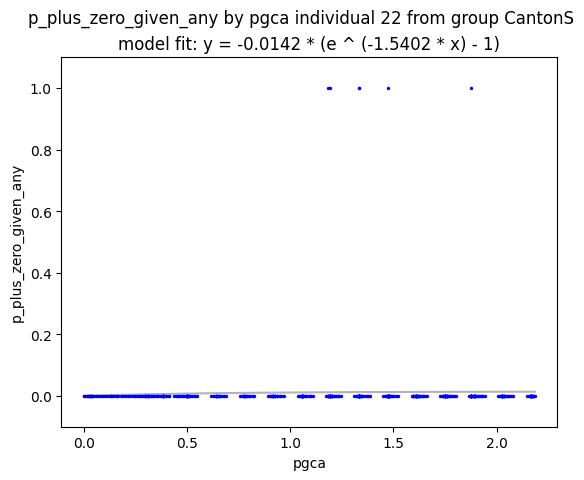 p_plus_zero_given_any by pgca individual 22 from group CantonS
model fit: y = -0.0142 * (e ^ (-1.5402 * x) - 1)
1.0
0.8
0.6
0.4
0.2
0.0
p_plus_zero_given_any
0.0 0.5 1.0 1.5 2.0
pgca